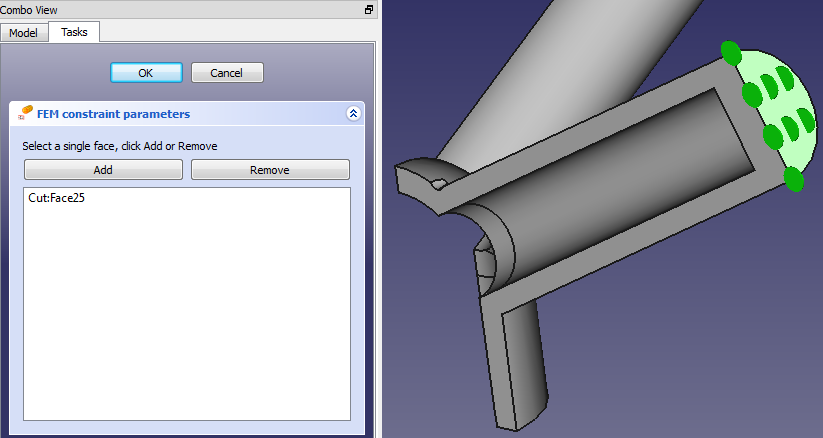 Combo View
Model
Tasks
OK
Cancel
FEM constraint parameters
Select a single face, click Add or Remove
Add
Remove
Cut:Face25